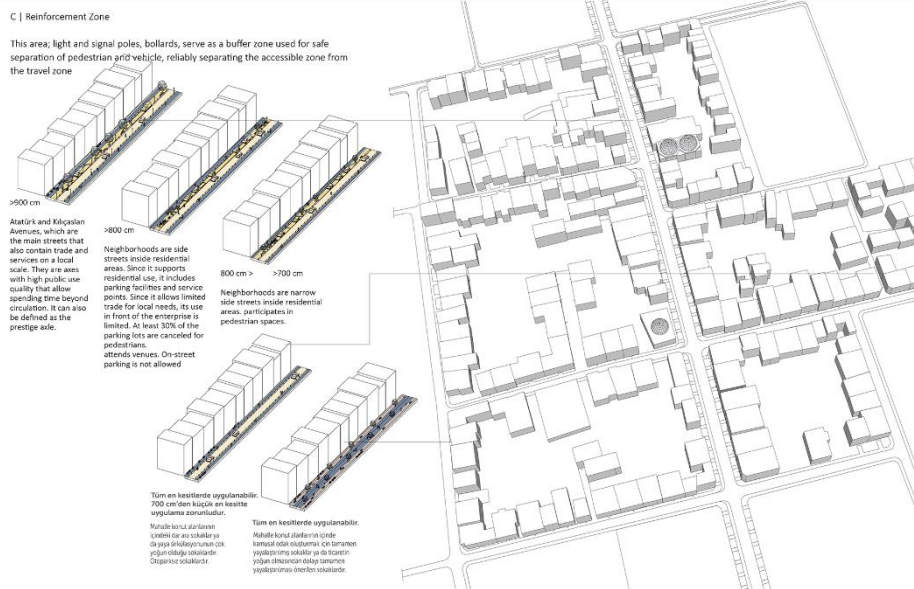 C | Reinforcement Zone
This area; light and signal poles, bollards, serve as a buffer zone used for safe
separation of pedestrian and vehicle, reliably separating the accessible zone from
the travel zone
>900 cm
Atatürk and Kılıçaslan
Avenues, which are
the main streets that
also contain trade and
services on a local
scale. They are axes
with high public use
quality that allow
spending time beyond
circulation. It can also
be defined as the
prestige axle.
>800 cm
Neighborhoods are side
streets inside residential
areas. Since it supports
residential use, it includes
parking facilities and service
points. Since it allows limited
trade for local needs, its use
in front of the enterprise is
limited. At least 30% of the
parking lots are canceled for
pedestrians.
attends venues. On-street
parking is not allowed
800 cm > >700 cm
Neighborhoods are narrow
side streets inside residential
areas. participates in
pedestrian spaces.
Tüm en kesitlerde uygulanabilir.
700 cm'den küçük en kesitte
uygulama zorunludur.
Mahalle konut alanlarının
içindeki dar ara sokaklar ya
da yaya sirkülasyonunun çok
yoğun olduğu sokaklardır.
Otoparksız sokaklardır.
Tüm en kesitlerde uygulanabilir.
Mahalle konut alanlarının içinde
kamusal odak oluşturmak için tamamen
yayalaştırılmış sokaklar ya da ticaretin
yoğun olmasından dolayı tamamen
yayalaştırılması önerilen sokaklardır.